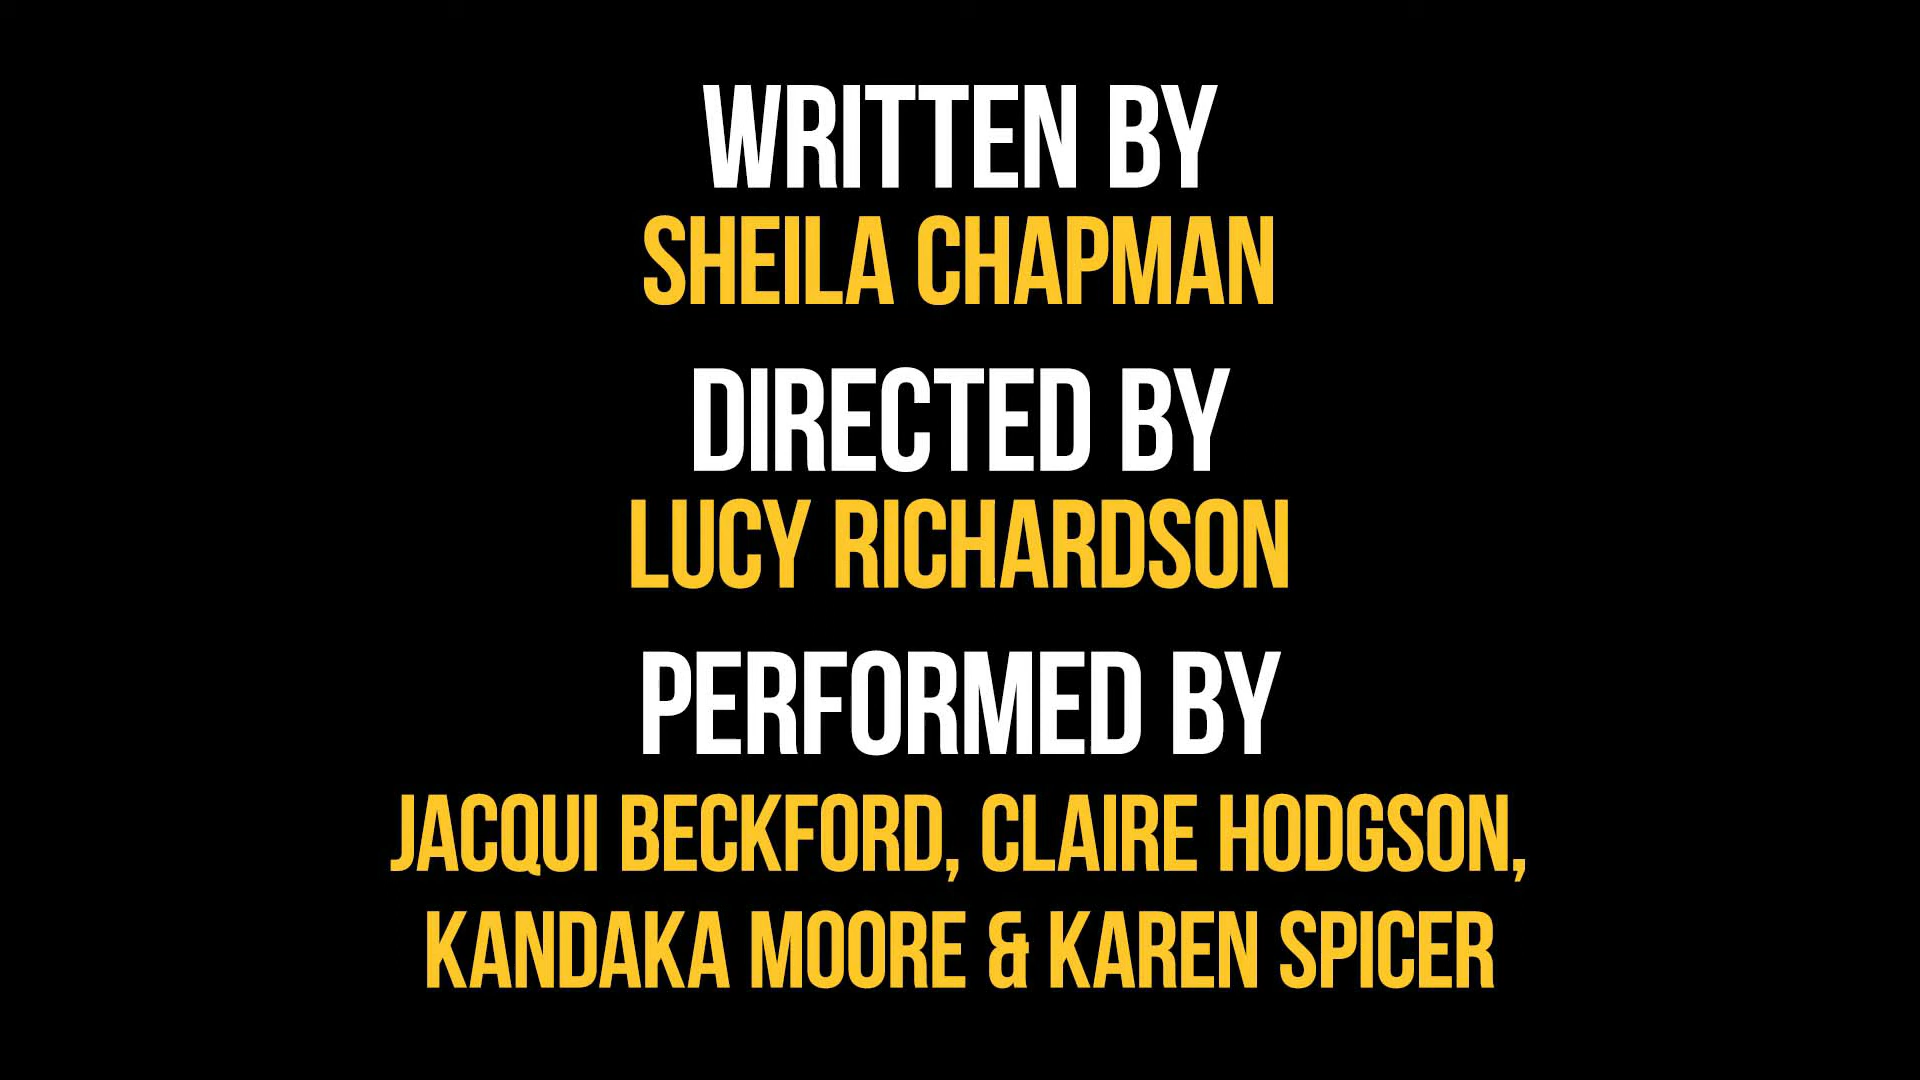 WRITTEN BY
SHEILA CHAPMAN
DIRECTED BY
LUCY RICHARDSON
PERFORMED BY
JACQUI BECKFORD, CLAIRE HODGSON,
KANDAKA MOORE & KAREN SPICER